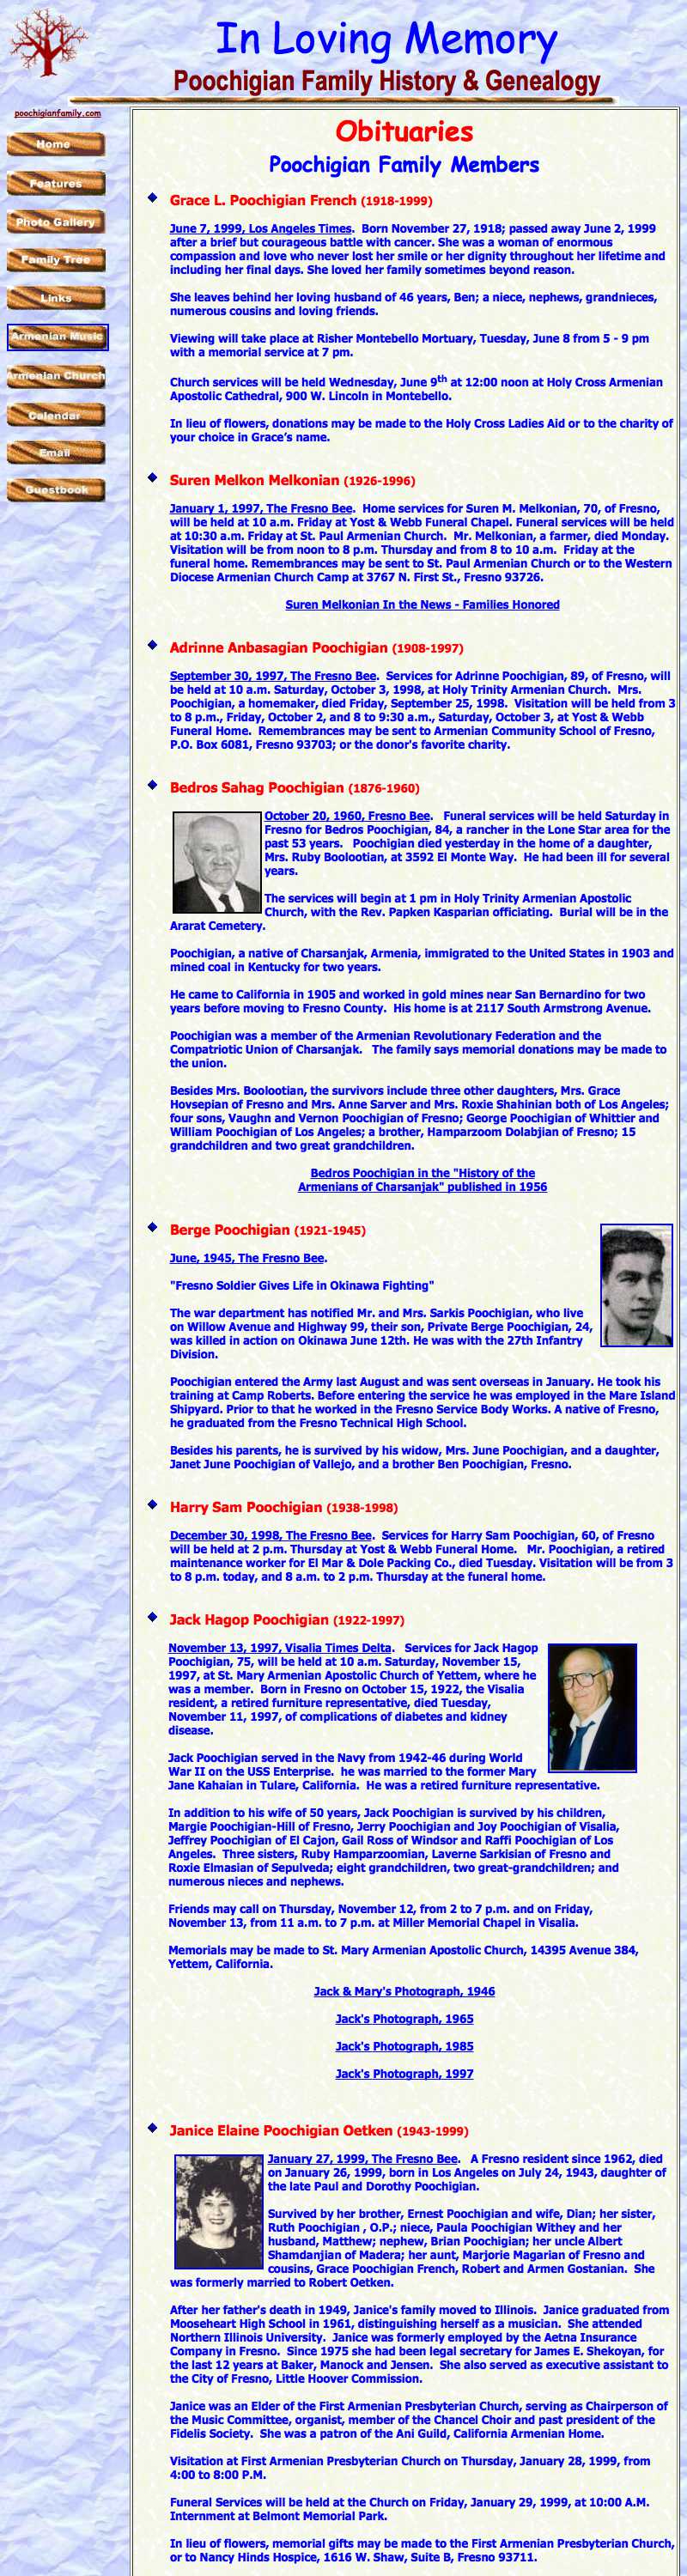 In Loving Memory
Poochigian Family History & Genealogy
poochigianfamily.com
Home
Features
Photo Gallery
Family Tree
Links
Armenian Music
Armenian Church
Calendar
Email
Guestbook
Obituaries
Poochigian Family Members
Grace L. Poochigian French (1918-1999)
June 7, 1999, Los Angeles Times. Born November 27, 1918; passed away June 2, 1999
after a brief but courageous battle with cancer. She was a woman of enormous
compassion and love who never lost her smile or her dignity throughout her lifetime and
including her final days. She loved her family sometimes beyond reason.
She leaves behind her loving husband of 46 years, Ben; a niece, nephews, grandnieces,
numerous cousins and loving friends.
Viewing will take place at Risher Montebello Mortuary, Tuesday, June 8 from 5 - 9 pm
with a memorial service at 7 pm.
Church services will be held Wednesday, June 9th at 12:00 noon at Holy Cross Armenian
Apostolic Cathedral, 900 W. Lincoln in Montebello.
In lieu of flowers, donations may be made to the Holy Cross Ladies Aid or to the charity of
your choice in Grace’s name.
Suren Melkon Melkonian (1926-1996)
January 1, 1997, The Fresno Bee. Home services for Suren M. Melkonian, 70, of Fresno,
will be held at 10 a.m. Friday at Yost & Webb Funeral Chapel. Funeral services will be held
at 10:30 a.m. Friday at St. Paul Armenian Church. Mr. Melkonian, a farmer, died Monday.
Visitation will be from noon to 8 p.m. Thursday and from 8 to 10 a.m. Friday at the
funeral home. Remembrances may be sent to St. Paul Armenian Church or to the Western
Diocese Armenian Church Camp at 3767 N. First St., Fresno 93726.
Suren Melkonian In the News - Families Honored
Adrinne Anbasagian Poochigian (1908-1997)
September 30, 1997, The Fresno Bee. Services for Adrinne Poochigian, 89, of Fresno, will
be held at 10 a.m. Saturday, October 3, 1998, at Holy Trinity Armenian Church. Mrs.
Poochigian, a homemaker, died Friday, September 25, 1998. Visitation will be held from 3
to 8 p.m., Friday, October 2, and 8 to 9:30 a.m., Saturday, October 3, at Yost & Webb
Funeral Home. Remembrances may be sent to Armenian Community School of Fresno,
P.O. Box 6081, Fresno 93703; or the donor's favorite charity.
Bedros Sahag Poochigian (1876-1960)
October 20, 1960, Fresno Bee. Funeral services will be held Saturday in
Fresno for Bedros Poochigian, 84, a rancher in the Lone Star area for the
past 53 years. Poochigian died yesterday in the home of a daughter,
Mrs. Ruby Boolootian, at 3592 El Monte Way. He had been ill for several
years.
The services will begin at 1 pm in Holy Trinity Armenian Apostolic
Church, with the Rev. Papken Kasparian officiating. Burial will be in the
Ararat Cemetery.
Poochigian, a native of Charsanjak, Armenia, immigrated to the United States in 1903 and
mined coal in Kentucky for two years.
He came to California in 1905 and worked in gold mines near San Bernardino for two
years before moving to Fresno County. His home is at 2117 South Armstrong Avenue.
Poochigian was a member of the Armenian Revolutionary Federation and the
Compatriotic Union of Charsanjak. The family says memorial donations may be made to
the union.
Besides Mrs. Boolootian, the survivors include three other daughters, Mrs. Grace
Hovsepian of Fresno and Mrs. Anne Sarver and Mrs. Roxie Shahinian both of Los Angeles;
four sons, Vaughn and Vernon Poochigian of Fresno; George Poochigian of Whittier and
William Poochigian of Los Angeles; a brother, Hamparzoom Dolabjian of Fresno; 15
grandchildren and two great grandchildren.
Bedros Poochigian in the "History of the
Armenians of Charsanjak" published in 1956
Berge Poochigian (1921-1945)
June, 1945, The Fresno Bee.
"Fresno Soldier Gives Life in Okinawa Fighting"
The war department has notified Mr. and Mrs. Sarkis Poochigian, who live
on Willow Avenue and Highway 99, their son, Private Berge Poochigian, 24,
was killed in action on Okinawa June 12th. He was with the 27th Infantry
Division.
Poochigian entered the Army last August and was sent overseas in January. He took his
training at Camp Roberts. Before entering the service he was employed in the Mare Island
Shipyard. Prior to that he worked in the Fresno Service Body Works. A native of Fresno,
he graduated from the Fresno Technical High School.
Besides his parents, he is survived by his widow, Mrs. June Poochigian, and a daughter,
Janet June Poochigian of Vallejo, and a brother Ben Poochigian, Fresno.
Harry Sam Poochigian (1938-1998)
December 30, 1998, The Fresno Bee. Services for Harry Sam Poochigian, 60, of Fresno
will be held at 2 p.m. Thursday at Yost & Webb Funeral Home. Mr. Poochigian, a retired
maintenance worker for El Mar & Dole Packing Co., died Tuesday. Visitation will be from 3
to 8 p.m. today, and 8 a.m. to 2 p.m. Thursday at the funeral home.
Jack Hagop Poochigian (1922-1997)
November 13, 1997, Visalia Times Delta. Services for Jack Hagop
Poochigian, 75, will be held at 10 a.m. Saturday, November 15,
1997, at St. Mary Armenian Apostolic Church of Yettem, where he
was a member. Born in Fresno on October 15, 1922, the Visalia
resident, a retired furniture representative, died Tuesday,
November 11, 1997, of complications of diabetes and kidney
disease.
Jack Poochigian served in the Navy from 1942-46 during World
War II on the USS Enterprise. he was married to the former Mary
Jane Kahaian in Tulare, California. He was a retired furniture representative.
In addition to his wife of 50 years, Jack Poochigian is survived by his children,
Margie Poochigian-Hill of Fresno, Jerry Poochigian and Joy Poochigian of Visalia,
Jeffrey Poochigian of El Cajon, Gail Ross of Windsor and Raffi Poochigian of Los
Angeles. Three sisters, Ruby Hamparzoomian, Laverne Sarkisian of Fresno and
Roxie Elmasian of Sepulveda; eight grandchildren, two great-grandchildren; and
numerous nieces and nephews.
Friends may call on Thursday, November 12, from 2 to 7 p.m. and on Friday,
November 13, from 11 a.m. to 7 p.m. at Miller Memorial Chapel in Visalia.
Memorials may be made to St. Mary Armenian Apostolic Church, 14395 Avenue 384,
Yettem, California.
Jack & Mary's Photograph, 1946
Jack's Photograph, 1965
Jack's Photograph, 1985
Jack's Photograph, 1997
Janice Elaine Poochigian Oetken (1943-1999)
January 27, 1999, The Fresno Bee. A Fresno resident since 1962, died
on January 26, 1999, born in Los Angeles on July 24, 1943, daughter of
the late Paul and Dorothy Poochigian.
Survived by her brother, Ernest Poochigian and wife, Dian; her sister,
Ruth Poochigian , O.P.; niece, Paula Poochigian Withey and her
husband, Matthew; nephew, Brian Poochigian; her uncle Albert
Shamdanjian of Madera; her aunt, Marjorie Magarian of Fresno and
cousins, Grace Poochigian French, Robert and Armen Gostanian. She
was formerly married to Robert Oetken.
After her father's death in 1949, Janice's family moved to Illinois. Janice graduated from
Mooseheart High School in 1961, distinguishing herself as a musician. She attended
Northern Illinois University. Janice was formerly employed by the Aetna Insurance
Company in Fresno. Since 1975 she had been legal secretary for James E. Shekoyan, for
the last 12 years at Baker, Manock and Jensen. She also served as executive assistant to
the City of Fresno, Little Hoover Commission.
Janice was an Elder of the First Armenian Presbyterian Church, serving as Chairperson of
the Music Committee, organist, member of the Chancel Choir and past president of the
Fidelis Society. She was a patron of the Ani Guild, California Armenian Home.
Visitation at First Armenian Presbyterian Church on Thursday, January 28, 1999, from
4:00 to 8:00 P.M.
Funeral Services will be held at the Church on Friday, January 29, 1999, at 10:00 A.M.
Internment at Belmont Memorial Park.
In lieu of flowers, memorial gifts may be made to the First Armenian Presbyterian Church,
or to Nancy Hinds Hospice, 1616 W. Shaw, Suite B, Fresno 93711.